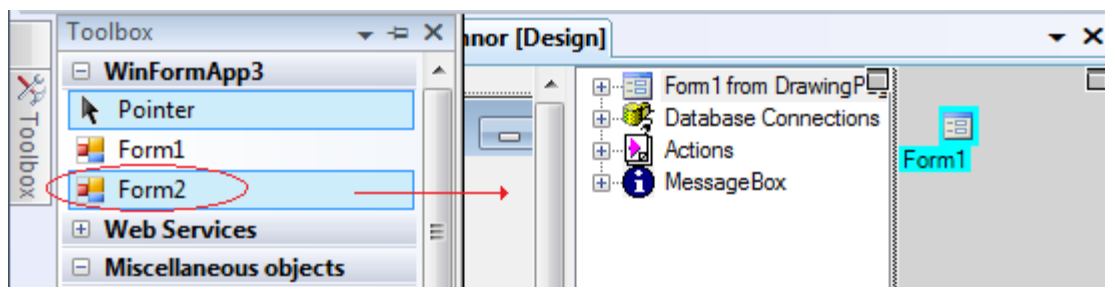 Toolbox
Toolbox
WinFormApp3
Pointer
Form1
Form2
Web Services
Miscellaneous objects
nnor [Design]
Form1 from DrawingP
Database Connections
Actions
MessageBox
Form1